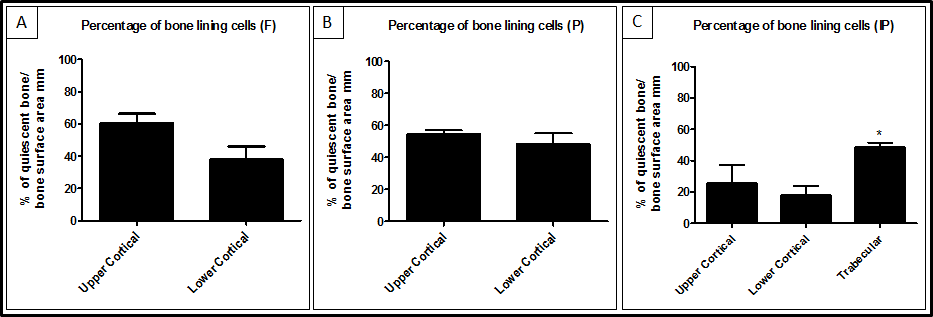 A
Percentage of bone lining cells (F)
% of quiescent bone/
bone surface area mm
100
80
60
40
20
0
Upper Cortical
Lower Cortical
B
Percentage of bone lining cells (P)
% of quiescent bone/
bone surface area mm
100
80
60
40
20
0
Upper Cortical
Lower Cortical
C
Percentage of bone lining cells (IP)
% of quiescent bone/
bone surface area mm
100
80
60
40
20
0
*
Upper Cortical
Lower Cortical
Trabecular